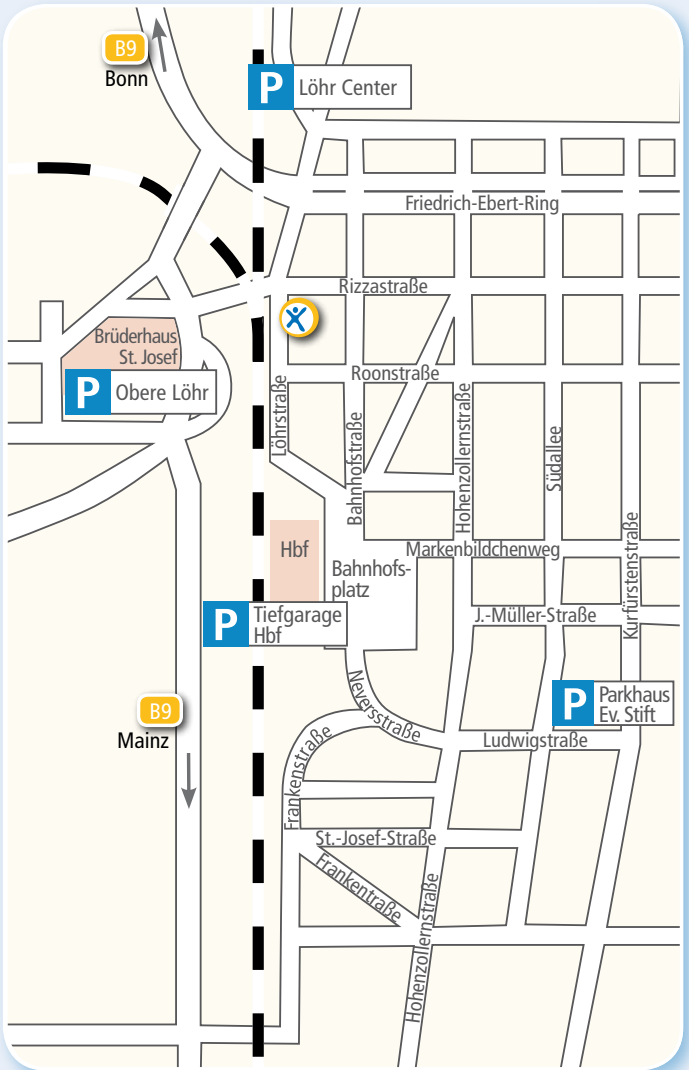 B9
Bonn
P Löhr Center
Friedrich-Ebert-Ring
Rizzastraße
Brüderhaus
St. Josef
P Obere Löhr
Roonstraße
Löhrstraße
Bahnhofstraße
Hohenzollernstraße
Südallee
Kurfürstenstraße
Hbf
Markenbildchenweg
Bahnhofs-
platz
P Tiefgarage
Hbf
J.-Müller-Straße
Neversstraße
P Parkhaus
Ev. Stift
B9
Mainz
Ludwigstraße
Frankenstraße
St.-Josef-Straße
Frankentraße
Hohenzollernstraße